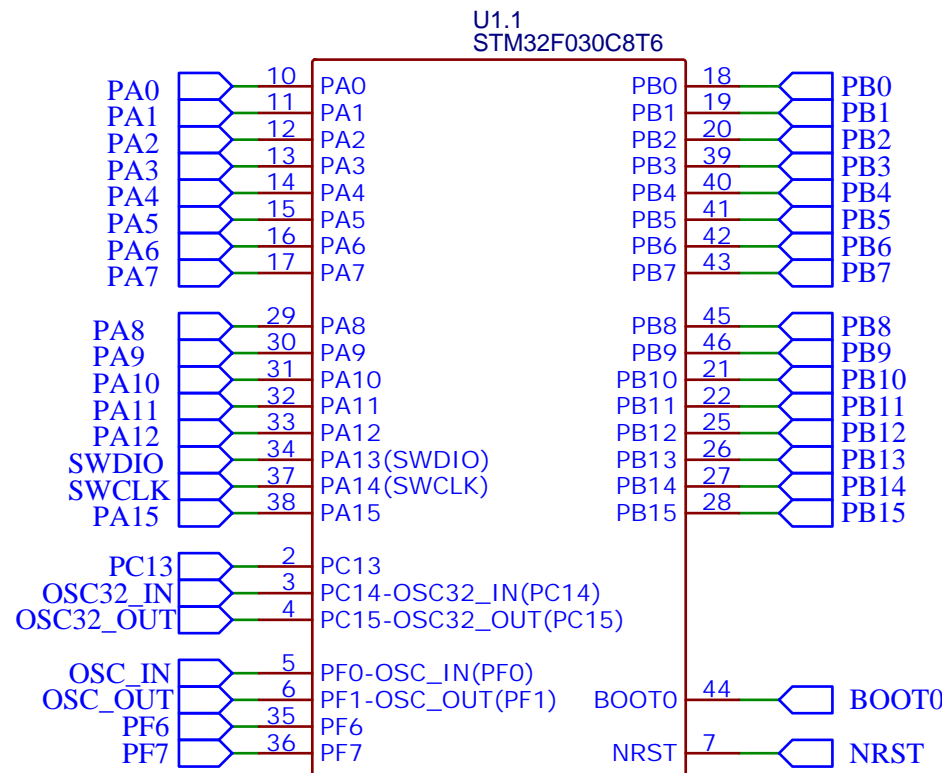 U1.1
STM32F030C8T6
PA0 10 PA0 PB0 18 PB0
PA1 11 PA1 PB1 19 PB1
PA2 12 PA2 PB2 20 PB2
PA3 13 PA3 PB3 39 PB3
PA4 14 PA4 PB4 40 PB4
PA5 15 PA5 PB5 41 PB5
PA6 16 PA6 PB6 42 PB6
PA7 17 PA7 PB7 43 PB7
PA8 29 PA8 PB8 45 PB8
PA9 30 PA9 PB9 46 PB9
PA10 31 PA10 PB10 21 PB10
PA11 32 PA11 PB11 22 PB11
PA12 33 PA12 PB12 25 PB12
SWDIO 34 PA13(SWDIO) PB13 26 PB13
SWCLK 37 PA14(SWCLK) PB14 27 PB14
PA15 38 PA15 PB15 28 PB15
PC13 2 PC13
OSC32_IN 3 PC14-OSC32_IN(PC14)
OSC32_OUT 4 PC15-OSC32_OUT(PC15)
OSC_IN 5 PF0-OSC_IN(PF0)
OSC_OUT 6 PF1-OSC_OUT(PF1) BOOT0 44 BOOT0
PF6 35 PF6
PF7 36 PF7 NRST 7 NRST